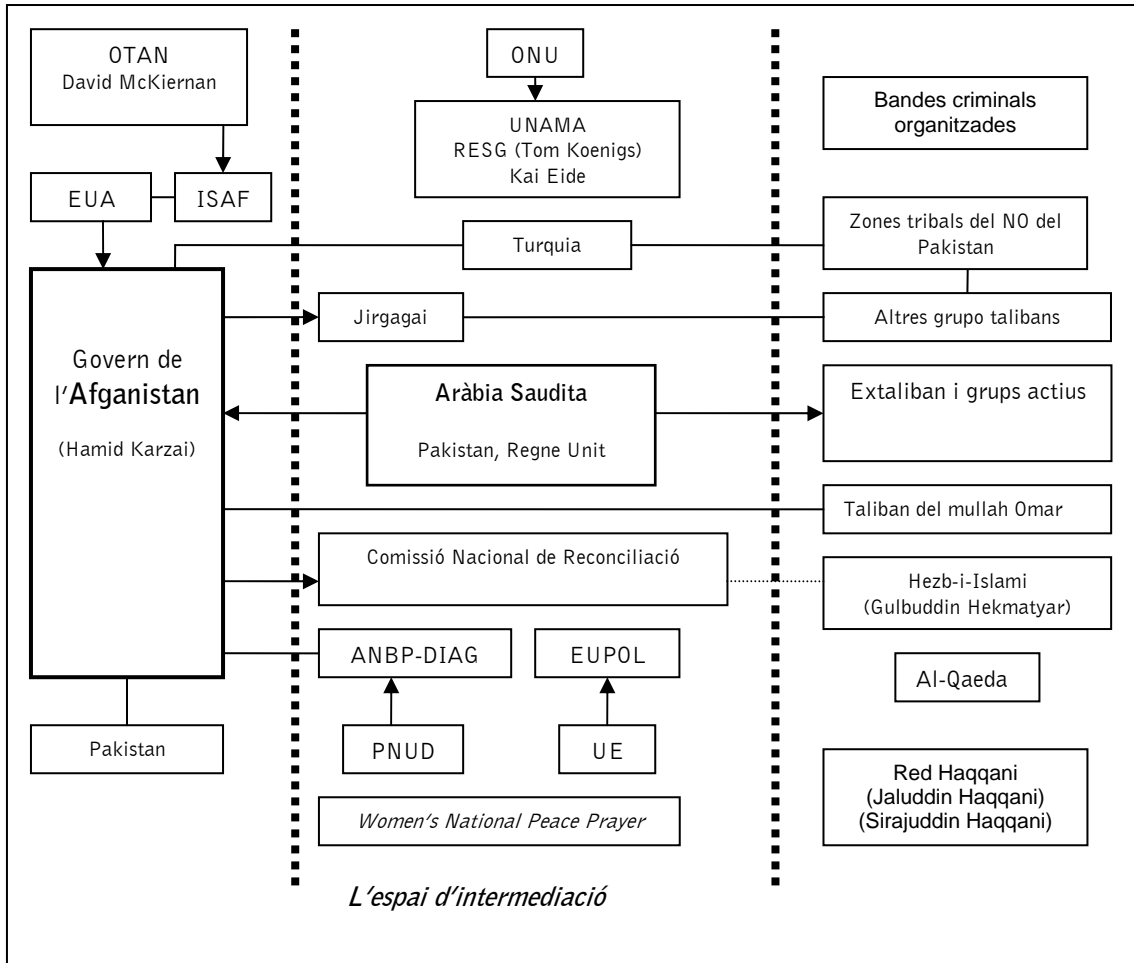 OTAN
David McKiernan
EUA
ISAF
Govern de
l'Afganistan
(Hamid Karzai)
Pakistan
ONU
UNAMA
RESG (Tom Koenigs)
Kai Eide
Turquia
Jirgagai
Aràbia Saudita
Pakistan, Regne Unit
Comissió Nacional de Reconciliació
ANBP-DIAG
EUPOL
PNUD
UE
Women's National Peace Prayer
L'espai d'intermediació
Bandes criminals
organitzades
Zones tribals del NO del
Pakistan
Altres grupo talibans
Extaliban i grups actius
Taliban del mullah Omar
Hezb-i-Islami
(Gulbuddin Hekmatyar)
Al-Qaeda
Red Haqqani
(Jaluddin Haqqani)
(Sirajuddin Haqqani)